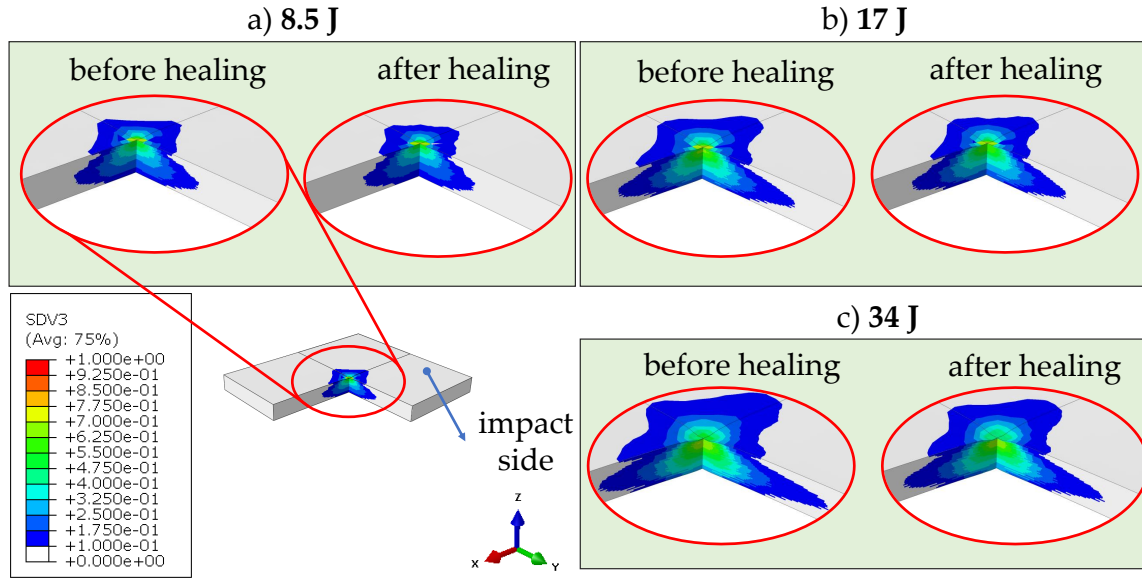 a) 8.5 J
before healing
after healing
b) 17 J
before healing
after healing
SDV3
(Avg: 75%)
+1.000e+00
+9.250e-01
+8.500e-01
+7.750e-01
+7.000e-01
+6.250e-01
+5.500e-01
+4.750e-01
+4.000e-01
+3.250e-01
+2.500e-01
+1.750e-01
+1.000e-01
+0.000e+00
impact
side
Z
X
Y
c) 34 J
before healing
after healing